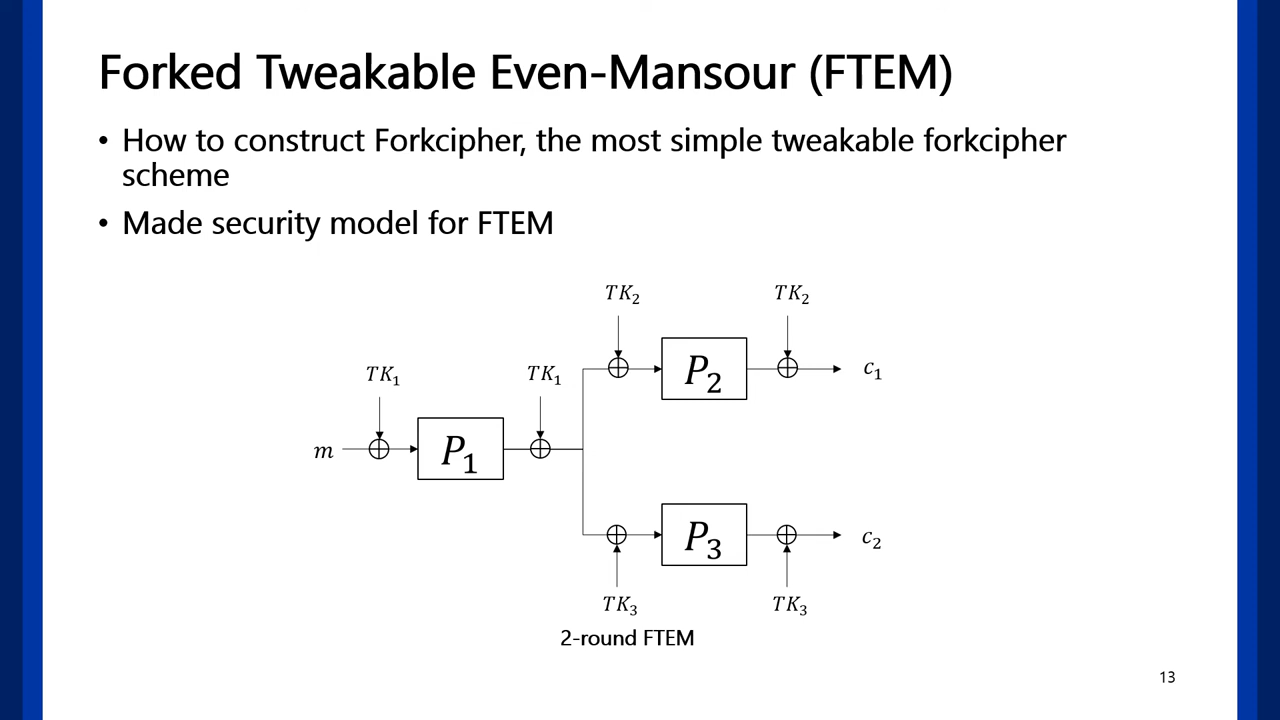 Forked Tweakable Even-Mansour (FTEM)
• How to construct Forkcipher, the most simple tweakable forkcipher
scheme
• Made security model for FTEM
TK₂ TK₂
P₂ c₁
TK₁ TK₁
m P₁
P₃ c₂
TK₃ TK₃
2-round FTEM
13